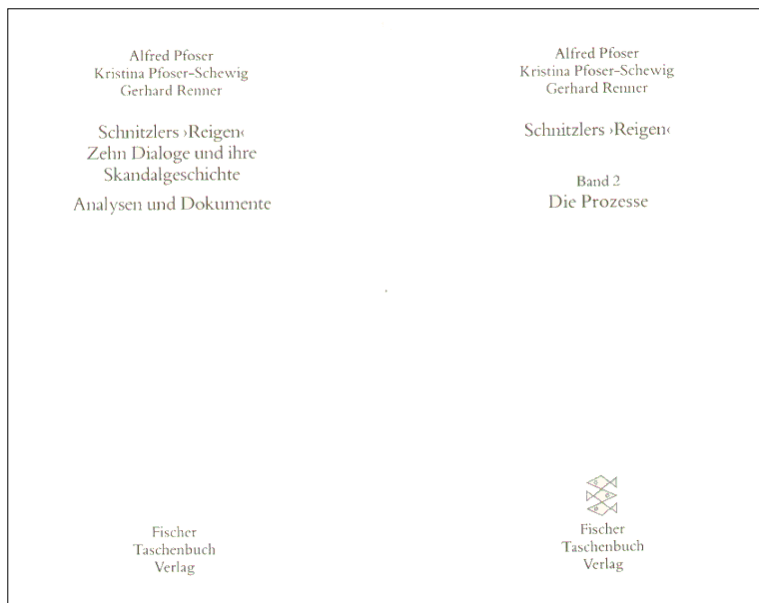 Alfred Pfoser
Kristina Pfoser-Schewig
Gerhard Renner
Schnitzlers ›Reigen‹
Zehn Dialoge und ihre
Skandalgeschichte
Analysen und Dokumente
Fischer
Taschenbuch
Verlag
Alfred Pfoser
Kristina Pfoser-Schewig
Gerhard Renner
Schnitzlers ›Reigen‹
Band 2
Die Prozesse
Fischer
Taschenbuch
Verlag